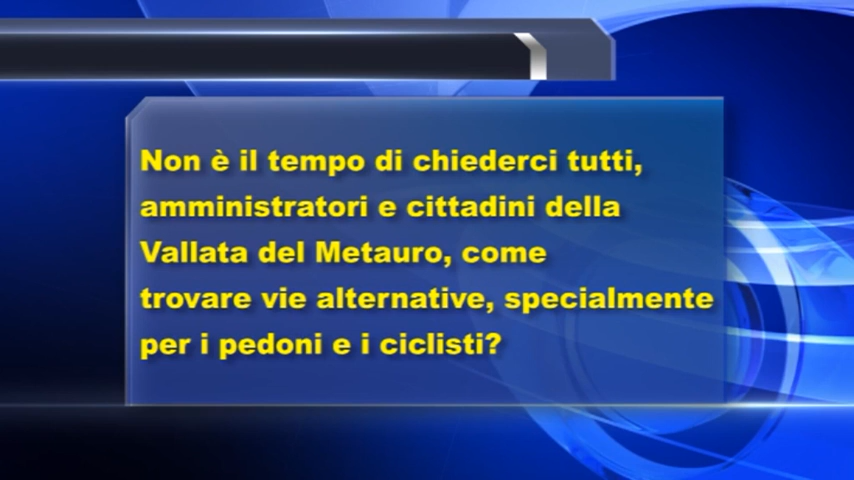 Non è il tempo di chiederci tutti,
amministratori e cittadini della
Vallata del Metauro, come
trovare vie alternative, specialmente
per i pedoni e i ciclisti?